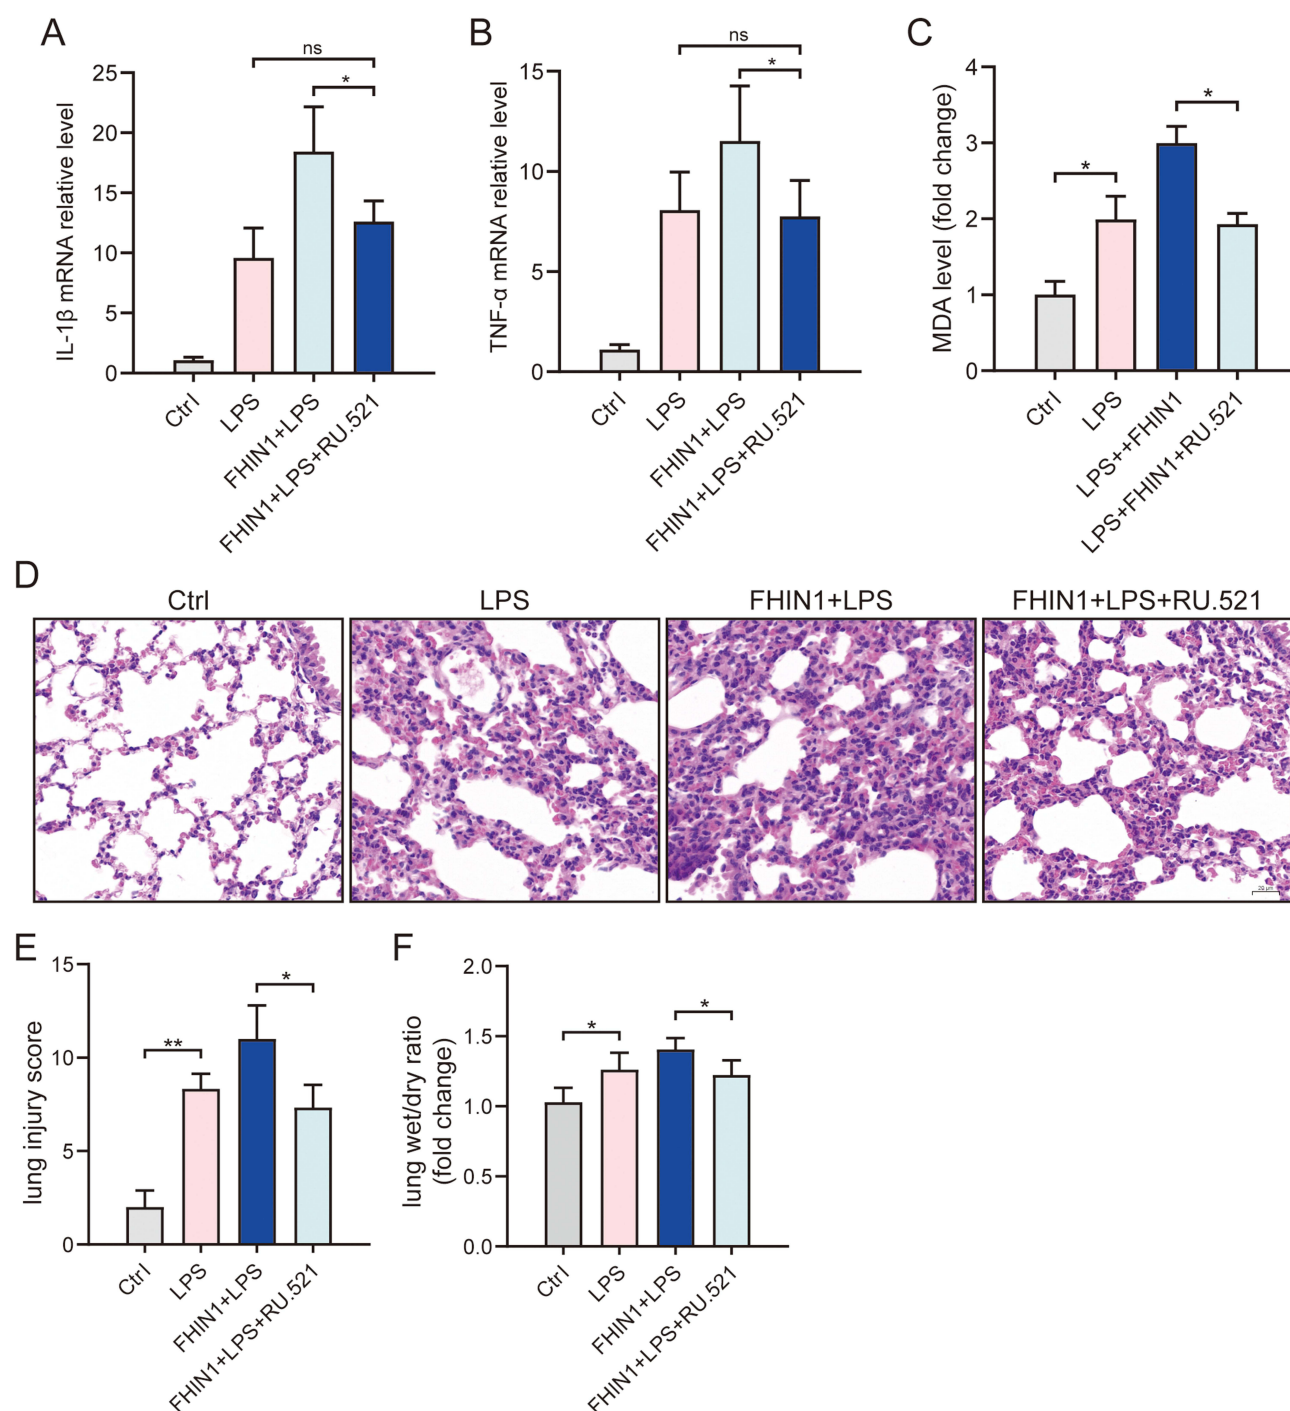 A
IL-1β mRNA relative level
25
20
15
10
5
0
ns
*
Ctrl
LPS
FHIN1+LPS
FHIN1+LPS+RU.521
B
TNF-α mRNA relative level
15
10
5
0
ns
*
Ctrl
LPS
FHIN1+LPS
FHIN1+LPS+RU.521
C
MDA level (fold change)
4
3
2
1
0
*
*
Ctrl
LPS
LPS++FHIN1
LPS+FHIN1+RU.521
D
Ctrl
LPS
FHIN1+LPS
FHIN1+LPS+RU.521
20 μm
E
lung injury score
15
10
5
0
**
*
Ctrl
LPS
FHIN1+LPS
FHIN1+LPS+RU.521
F
lung wet/dry ratio
(fold change)
2.0
1.5
1.0
0.5
0.0
*
*
Ctrl
LPS
FHIN1+LPS
FHIN1+LPS+RU.521